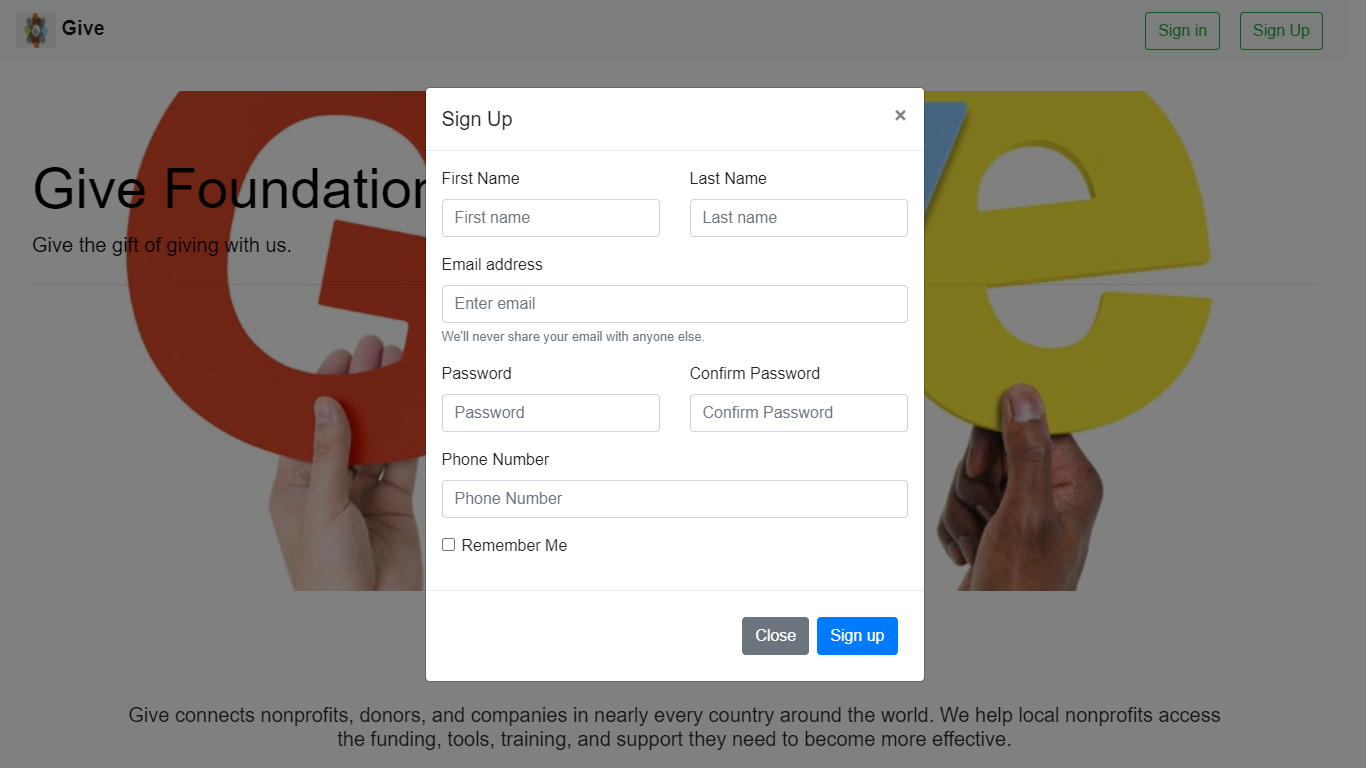 Give
Sign in
Sign Up
Give Foundation
Give the gift of giving with us.
Sign Up
×
First Name
Last Name
First name
Last name
Email address
Enter email
We'll never share your email with anyone else.
Password
Confirm Password
Password
Confirm Password
Phone Number
Phone Number
Remember Me
Close
Sign up
Give connects nonprofits, donors, and companies in nearly every country around the world. We help local nonprofits access
the funding, tools, training, and support they need to become more effective.